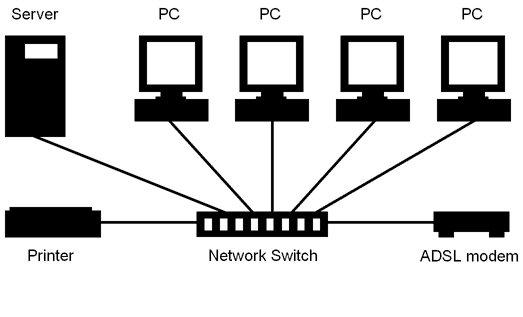 Server
PC
PC
PC
PC
Printer
Network Switch
ADSL modem